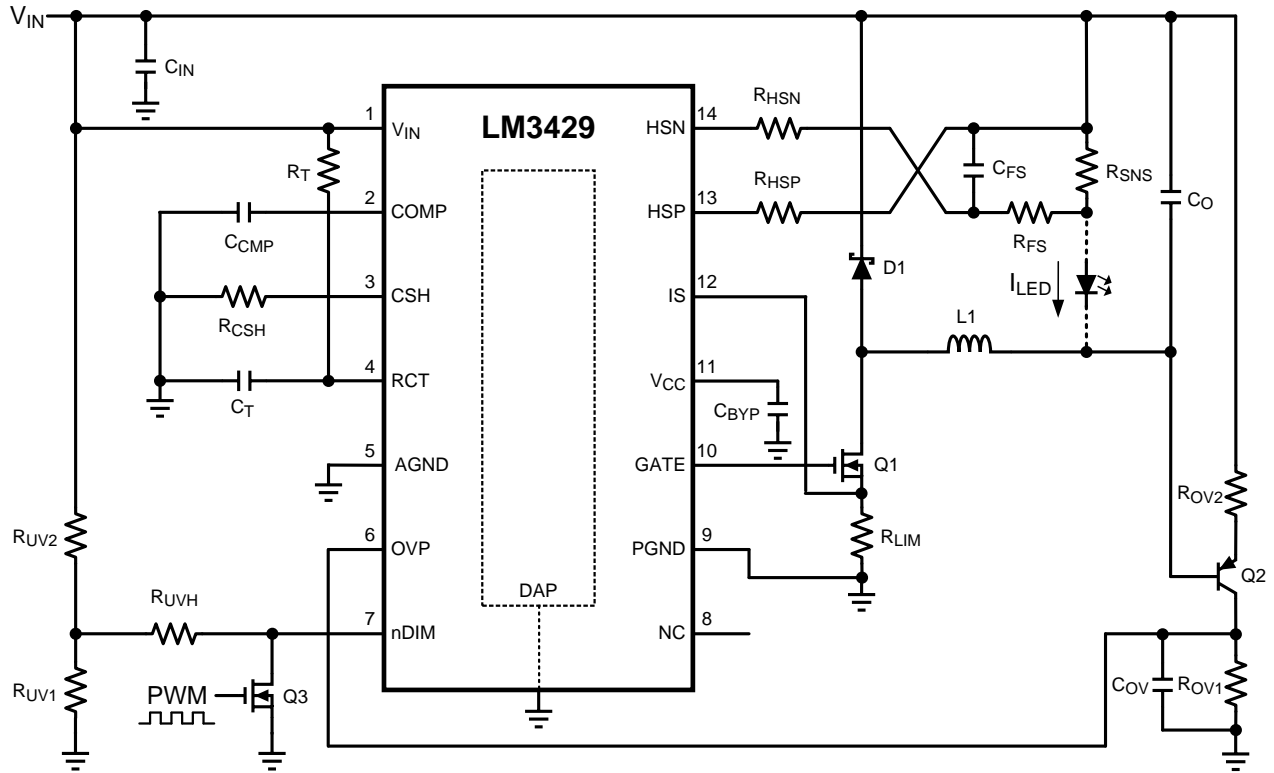 VIN
CIN
LM3429
1
VIN
2
COMP
3
CSH
4
RCT
5
AGND
6
OVP
7
nDIM
14
HSN
13
HSP
12
IS
11
VCC
10
GATE
9
PGND
8
NC
DAP
RT
CCMP
RCSH
CT
RUV2
RUVH
RUV1
PWM
Q3
RHSN
RHSP
CFS
RSNS
RFS
CO
D1
ILED
L1
CBYP
Q1
RLIM
ROV2
Q2
COV
ROV1